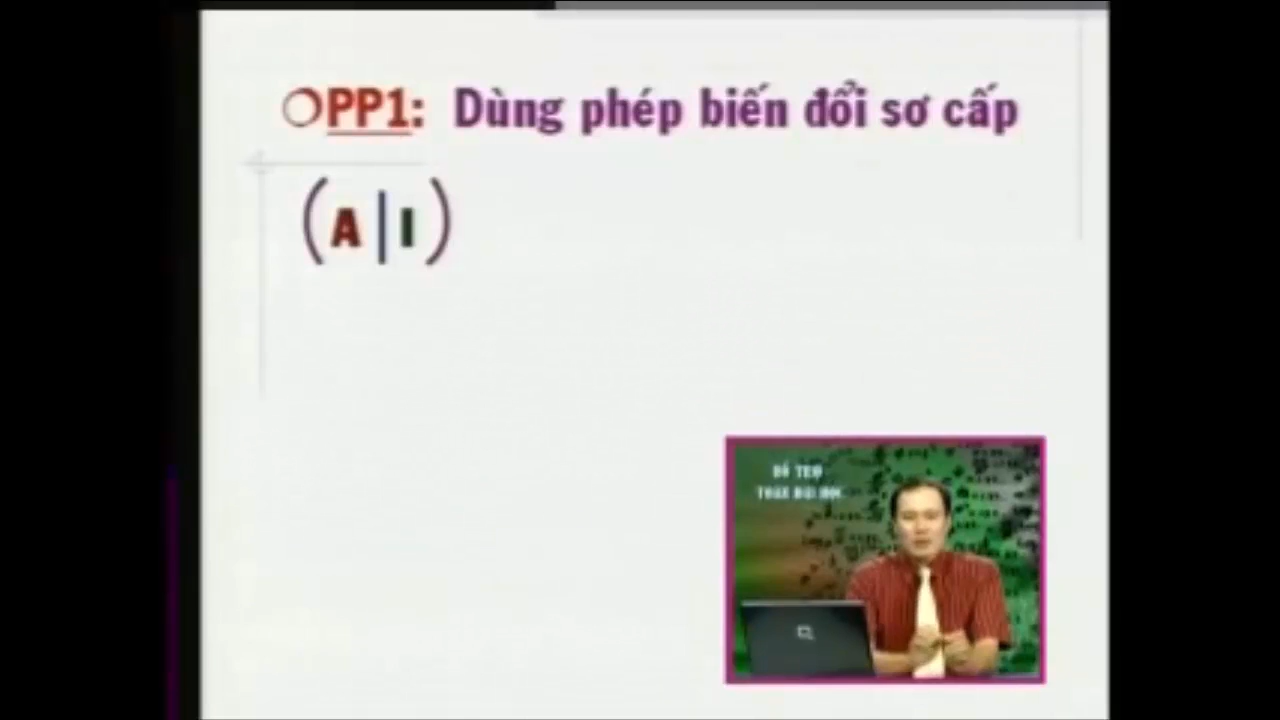 PP1: Dùng phép biến đổi sơ cấp
(A|I)